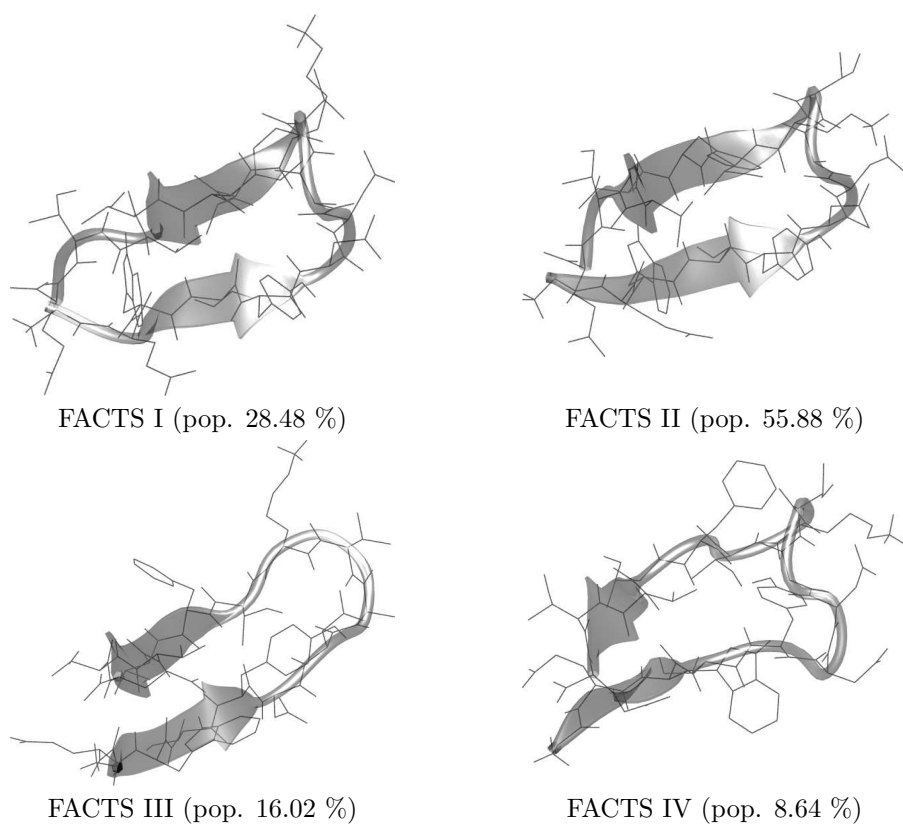 FACTS I (pop. 28.48 %)
FACTS II (pop. 55.88 %)
FACTS III (pop. 16.02 %)
FACTS IV (pop. 8.64 %)